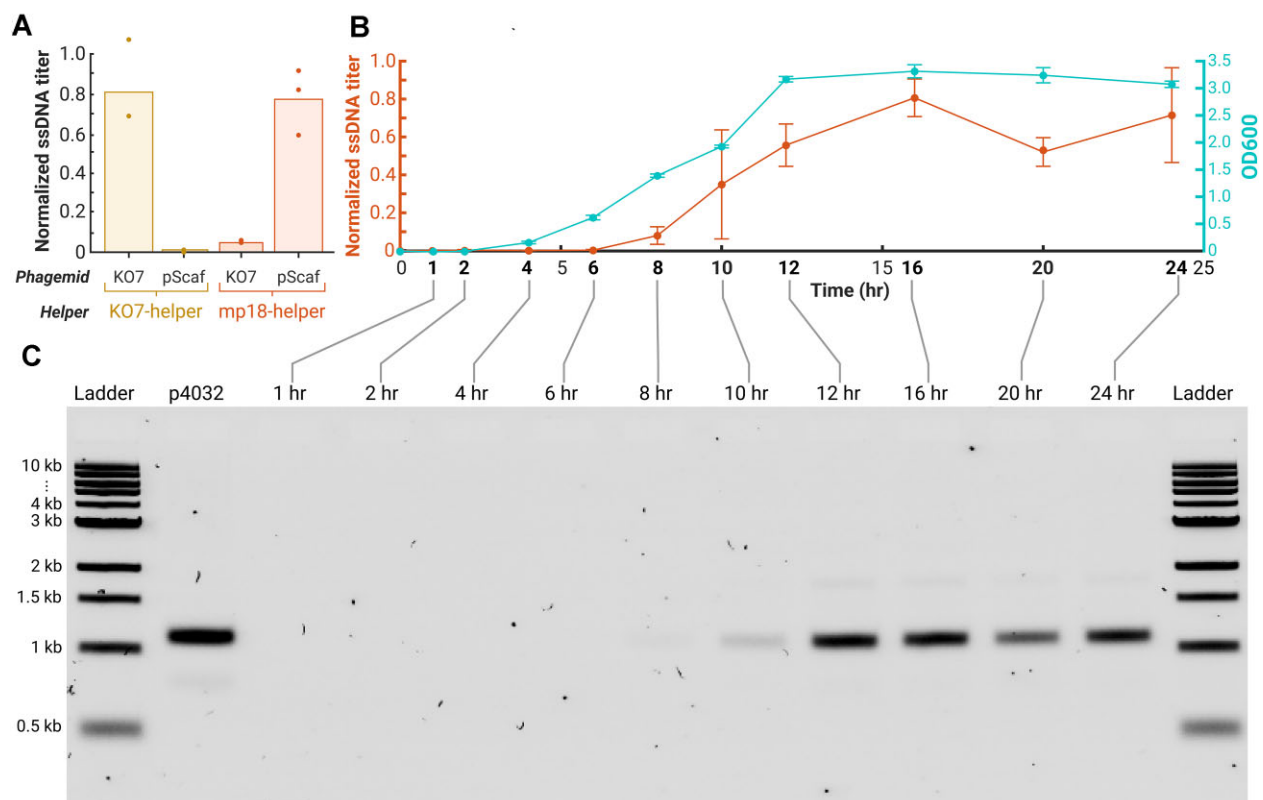 A
Normalized ssDNA titer
1.0
0.8
0.6
0.4
0.2
0
Phagemid KO7 pScaf KO7 pScaf
Helper KO7-helper mp18-helper
B
Normalized ssDNA titer
1.0
0.8
0.6
0.4
0.2
0
3.5
3.0
2.5
2.0
1.5
1.0
0.5
0
OD600
0 1 2 4 5 6 8 10 12 15 16 20 24 25
Time (hr)
C
Ladder p4032 1 hr 2 hr 4 hr 6 hr 8 hr 10 hr 12 hr 16 hr 20 hr 24 hr Ladder
10 kb
⋮
4 kb
3 kb
2 kb
1.5 kb
1 kb
0.5 kb